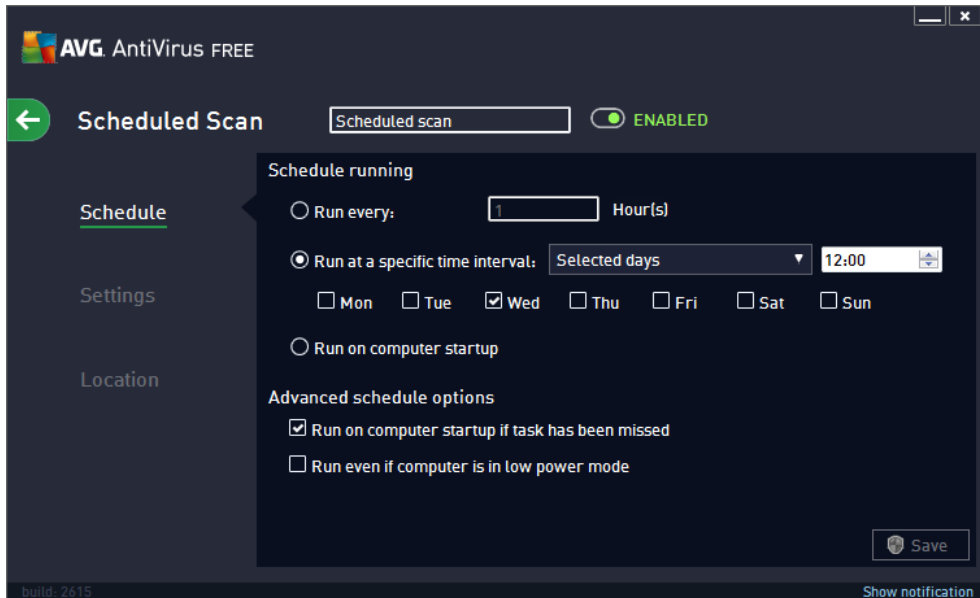 AVG. AntiVirus FREE
Scheduled Scan
Scheduled scan
ENABLED
Schedule
Settings
Location
Schedule running
Run every: 1 Hour(s)
Run at a specific time interval: Selected days 12:00
Mon Tue Wed Thu Fri Sat Sun
Run on computer startup
Advanced schedule options
Run on computer startup if task has been missed
Run even if computer is in low power mode
Save
build: 2615
Show notification